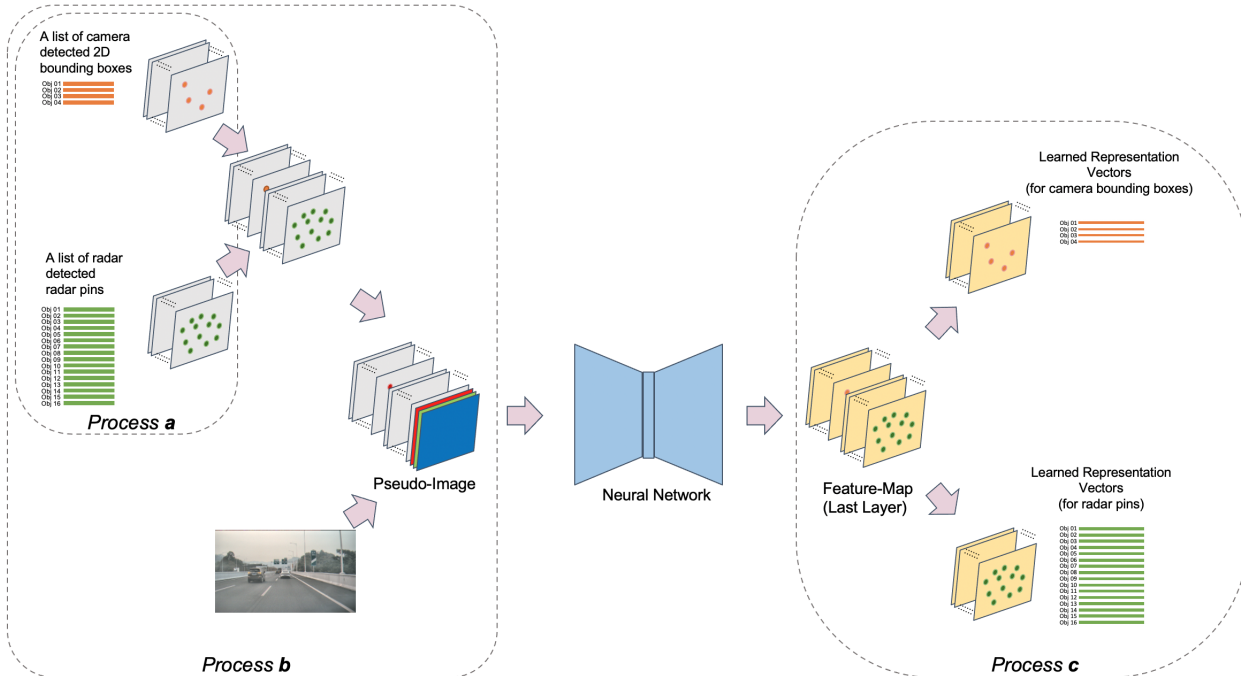 A list of camera
detected 2D
bounding boxes
Obj 01
Obj 02
Obj 03
Obj 04
A list of radar
detected
radar pins
Obj 01
Obj 02
Obj 03
Obj 04
Obj 05
Obj 06
Obj 07
Obj 08
Obj 09
Obj 10
Obj 11
Obj 12
Obj 13
Obj 14
Obj 15
Obj 16
Process a
Pseudo-Image
Process b
Neural Network
Feature-Map
(Last Layer)
Learned Representation
Vectors
(for camera bounding boxes)
Obj 01
Obj 02
Obj 03
Obj 04
Learned Representation
Vectors
(for radar pins)
Obj 01
Obj 02
Obj 03
Obj 04
Obj 05
Obj 06
Obj 07
Obj 08
Obj 09
Obj 10
Obj 11
Obj 12
Obj 13
Obj 14
Obj 15
Obj 16
Process c